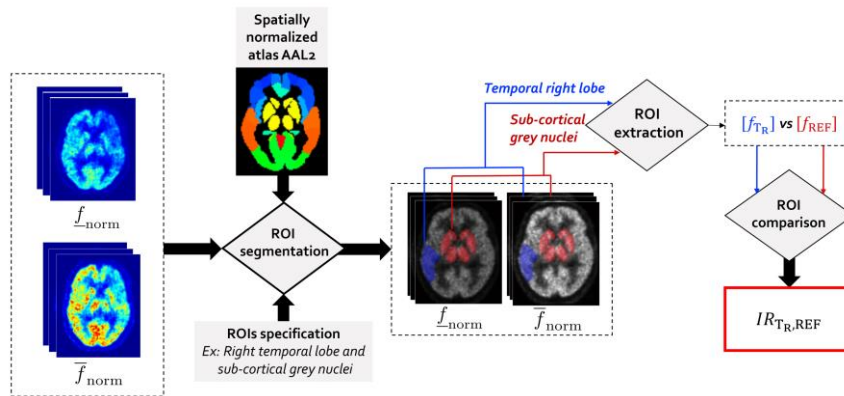 Spatially
normalized
atlas AAL2
f_norm
f̅_norm
ROI
segmentation
ROIs specification
Ex: Right temporal lobe and
sub-cortical grey nuclei
Temporal right lobe
Sub-cortical
grey nuclei
f_norm
f̅_norm
ROI
extraction
[f_TR] vs [f_REF]
ROI
comparison
IR_TR,REF